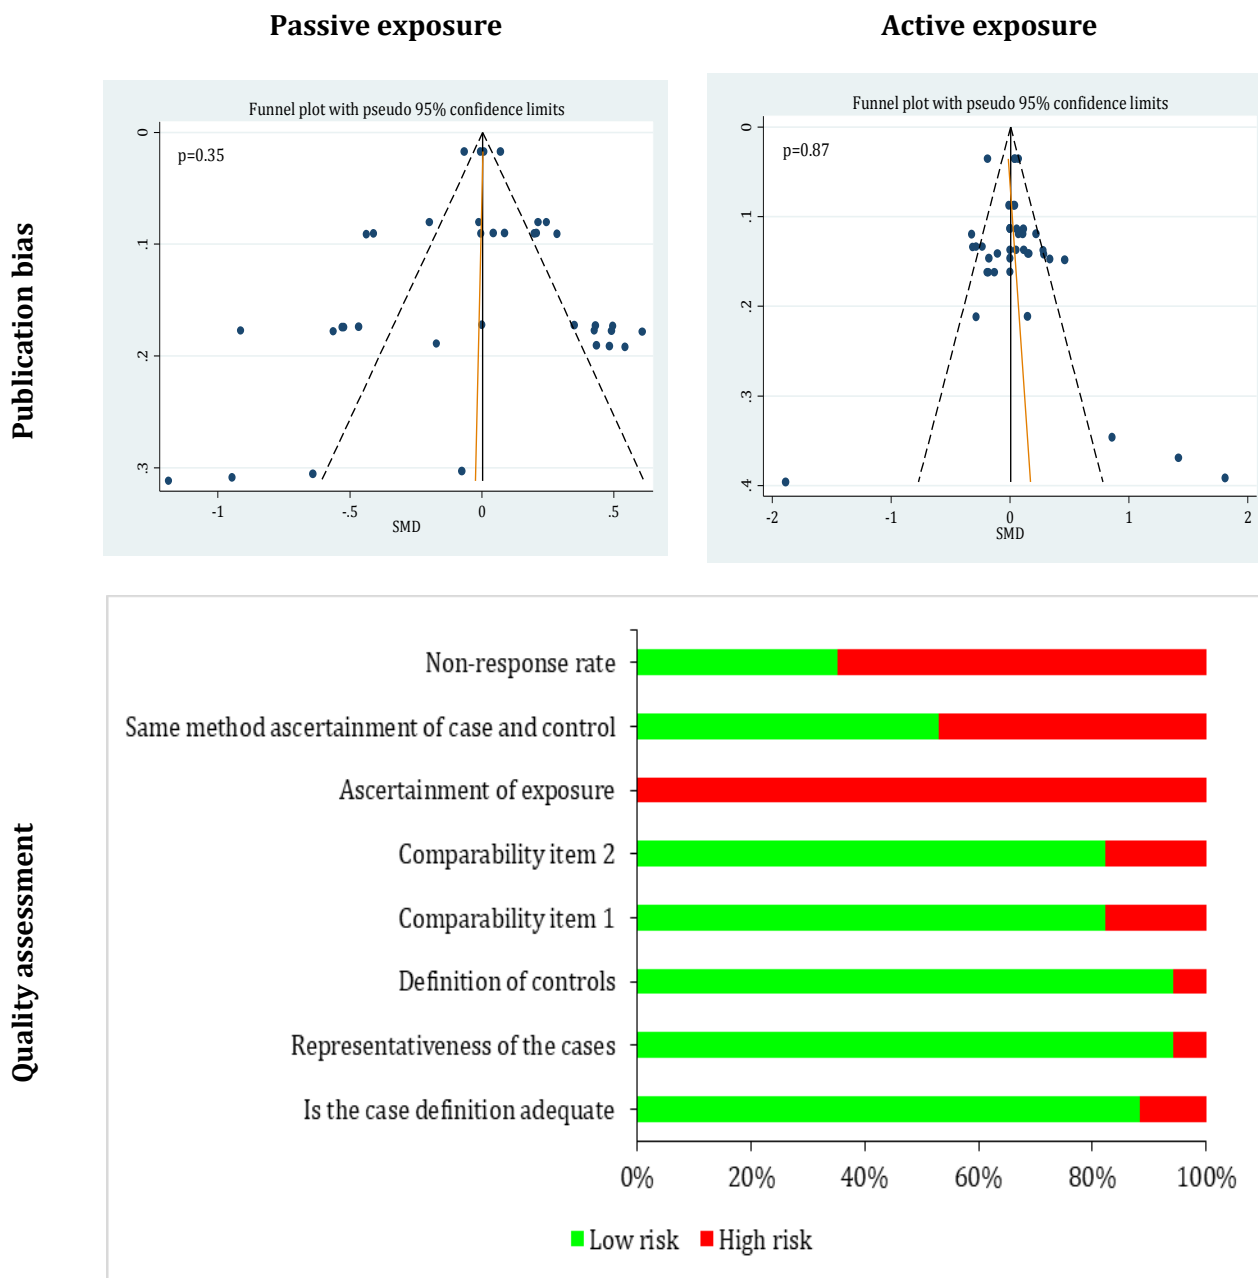 Passive exposure
Active exposure
Publication bias
Funnel plot with pseudo 95% confidence limits
p=0.35
0
.1
.2
.3
-1
-.5
0
.5
SMD
Funnel plot with pseudo 95% confidence limits
p=0.87
0
.1
.2
.3
.4
-2
-1
0
1
2
SMD
Quality assessment
Non-response rate
Same method ascertainment of case and control
Ascertainment of exposure
Comparability item 2
Comparability item 1
Definition of controls
Representativeness of the cases
Is the case definition adequate
0%
20%
40%
60%
80%
100%
Low risk
High risk